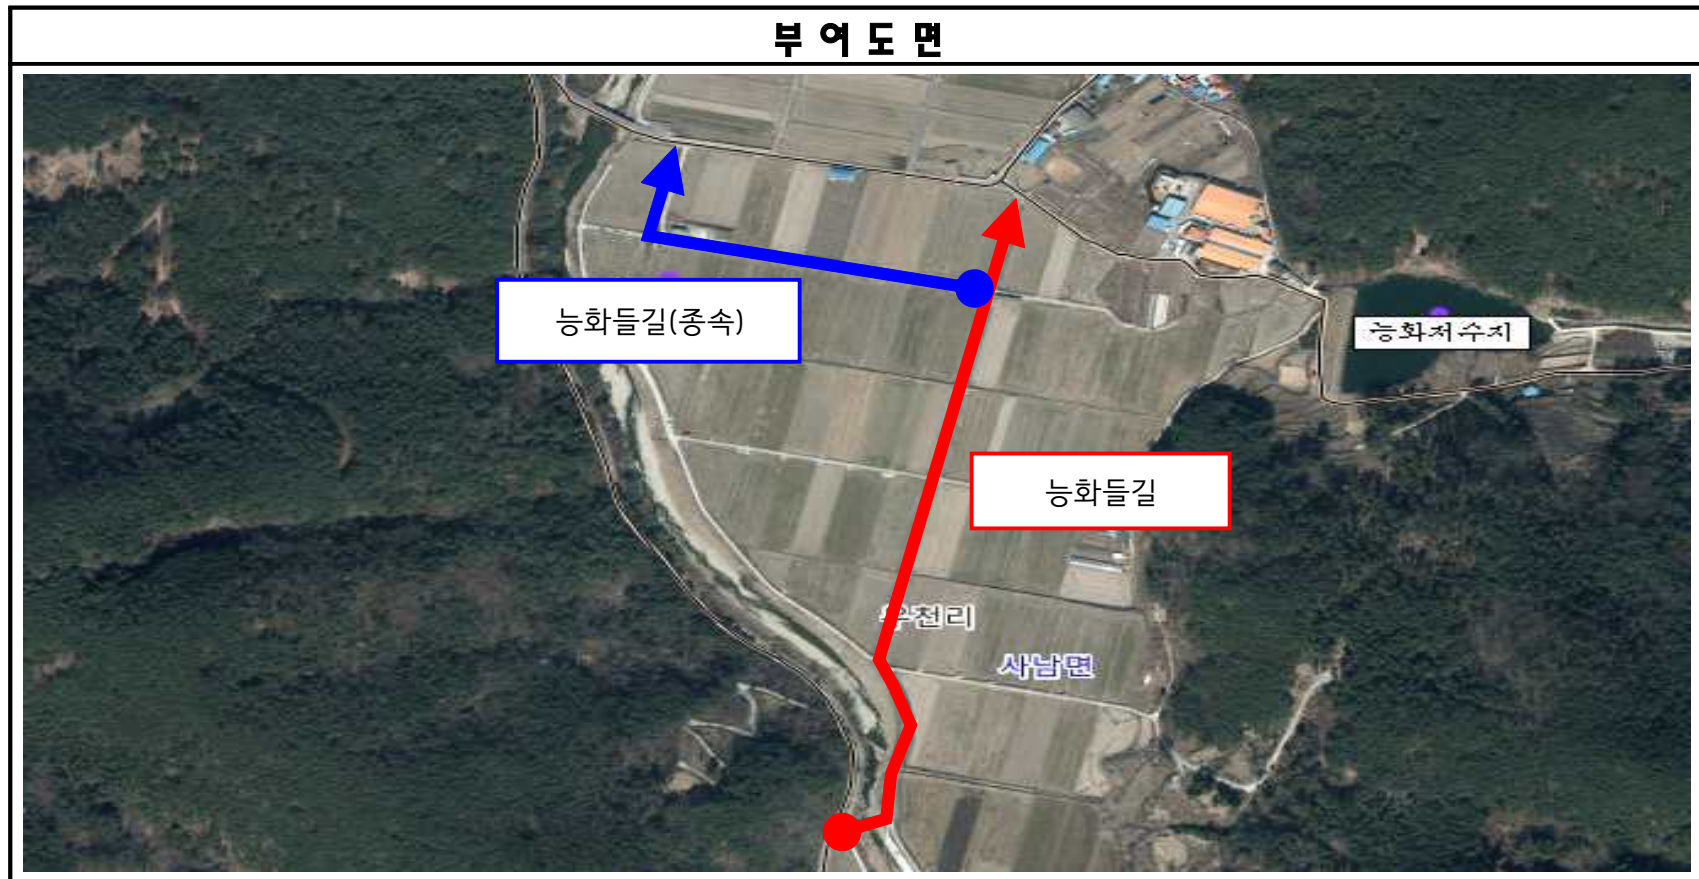 부 여 도 면
능화들길(종속)
능화저수지
능화들길
우천리
사남면